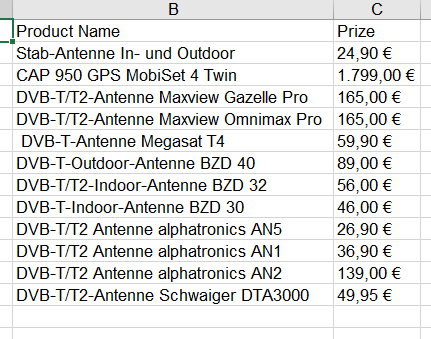 B C
Product Name Prize
Stab-Antenne In- und Outdoor 24,90 €
CAP 950 GPS MobiSet 4 Twin 1.799,00 €
DVB-T/T2-Antenne Maxview Gazelle Pro 165,00 €
DVB-T/T2-Antenne Maxview Omnimax Pro 165,00 €
DVB-T-Antenne Megasat T4 59,90 €
DVB-T-Outdoor-Antenne BZD 40 89,00 €
DVB-T/T2-Indoor-Antenne BZD 32 56,00 €
DVB-T-Indoor-Antenne BZD 30 46,00 €
DVB-T/T2 Antenne alphatronics AN5 26,90 €
DVB-T/T2 Antenne alphatronics AN1 36,90 €
DVB-T/T2 Antenne alphatronics AN2 139,00 €
DVB-T/T2-Antenne Schwaiger DTA3000 49,95 €